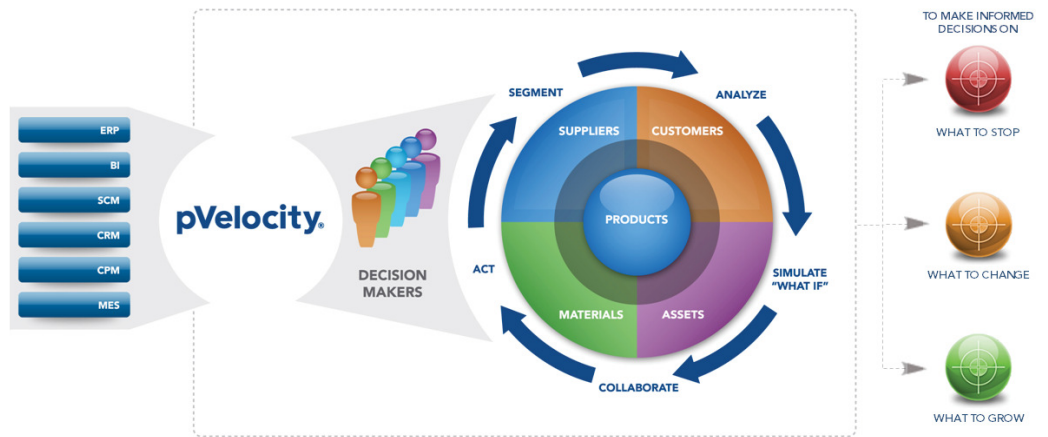 ERP
BI
SCM
CRM
CPM
MES
pVelocity®
DECISION
MAKERS
SEGMENT
ANALYZE
SIMULATE
"WHAT IF"
COLLABORATE
ACT
SUPPLIERS
CUSTOMERS
PRODUCTS
MATERIALS
ASSETS
TO MAKE INFORMED
DECISIONS ON
WHAT TO STOP
WHAT TO CHANGE
WHAT TO GROW